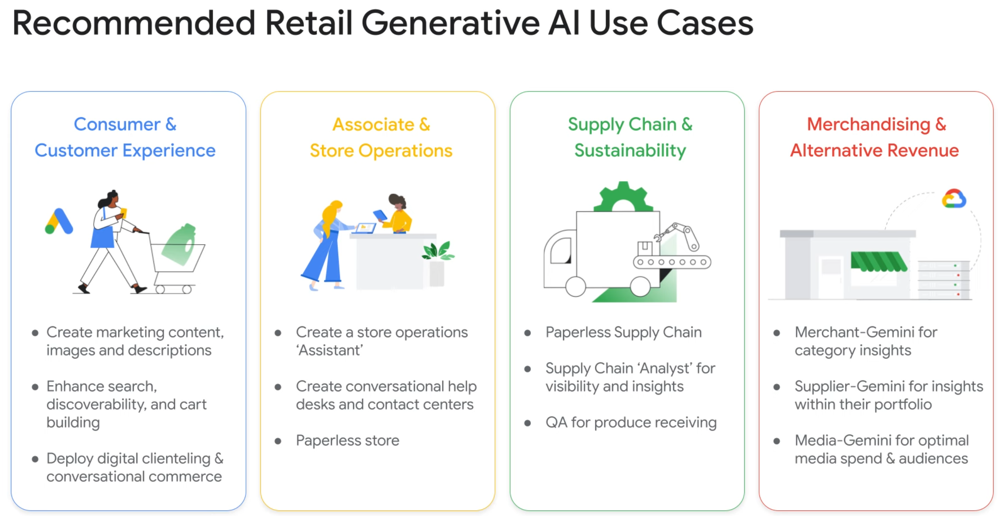 Recommended Retail Generative AI Use Cases
Consumer &
Customer Experience
● Create marketing content,
images and descriptions
● Enhance search,
discoverability, and cart
building
● Deploy digital clienteling &
conversational commerce
Associate &
Store Operations
● Create a store operations
‘Assistant’
● Create conversational help
desks and contact centers
● Paperless store
Supply Chain &
Sustainability
● Paperless Supply Chain
● Supply Chain ‘Analyst’ for
visibility and insights
● QA for produce receiving
Merchandising &
Alternative Revenue
● Merchant-Gemini for
category insights
● Supplier-Gemini for insights
within their portfolio
● Media-Gemini for optimal
media spend & audiences